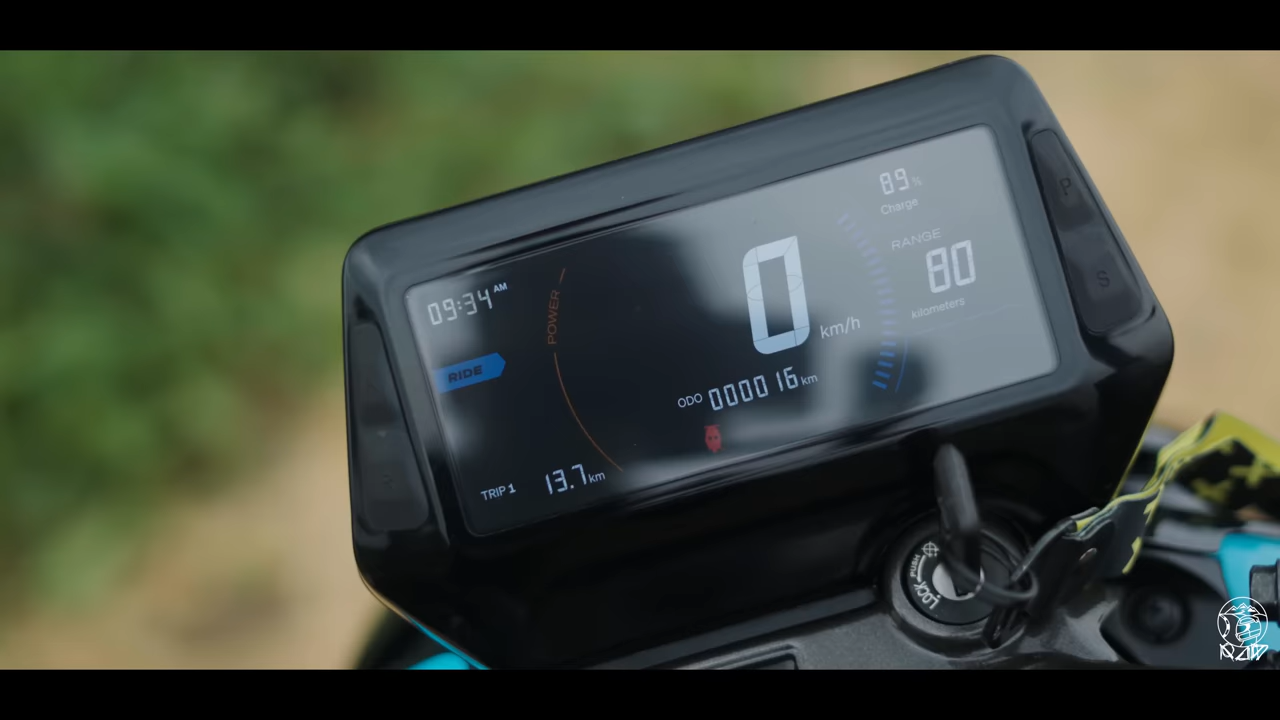 09:34 AM
RIDE
POWER
TRIP 1 13.7 km
0 km/h
ODO 000016 km
89 %
Charge
RANGE
80
kilometers
P
S
R
PUSH
LOCK
RAW